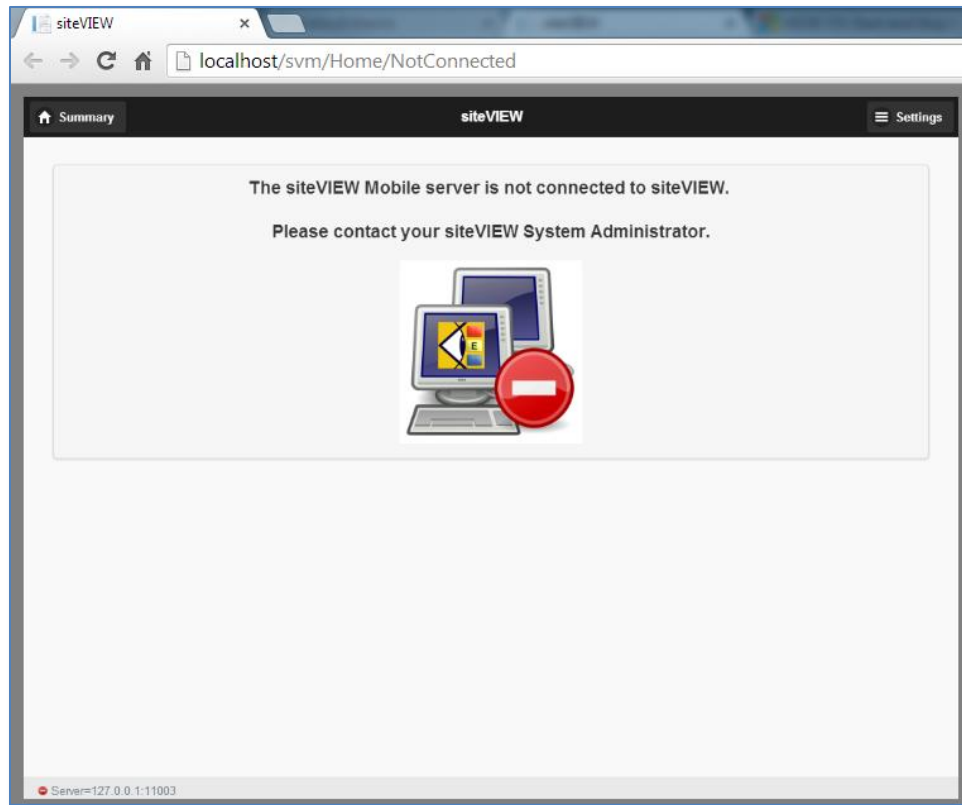 siteVIEW
localhost/svm/Home/NotConnected
Summary
siteVIEW
Settings
The siteVIEW Mobile server is not connected to siteVIEW.
Please contact your siteVIEW System Administrator.
E
Server=127.0.0.1:11003